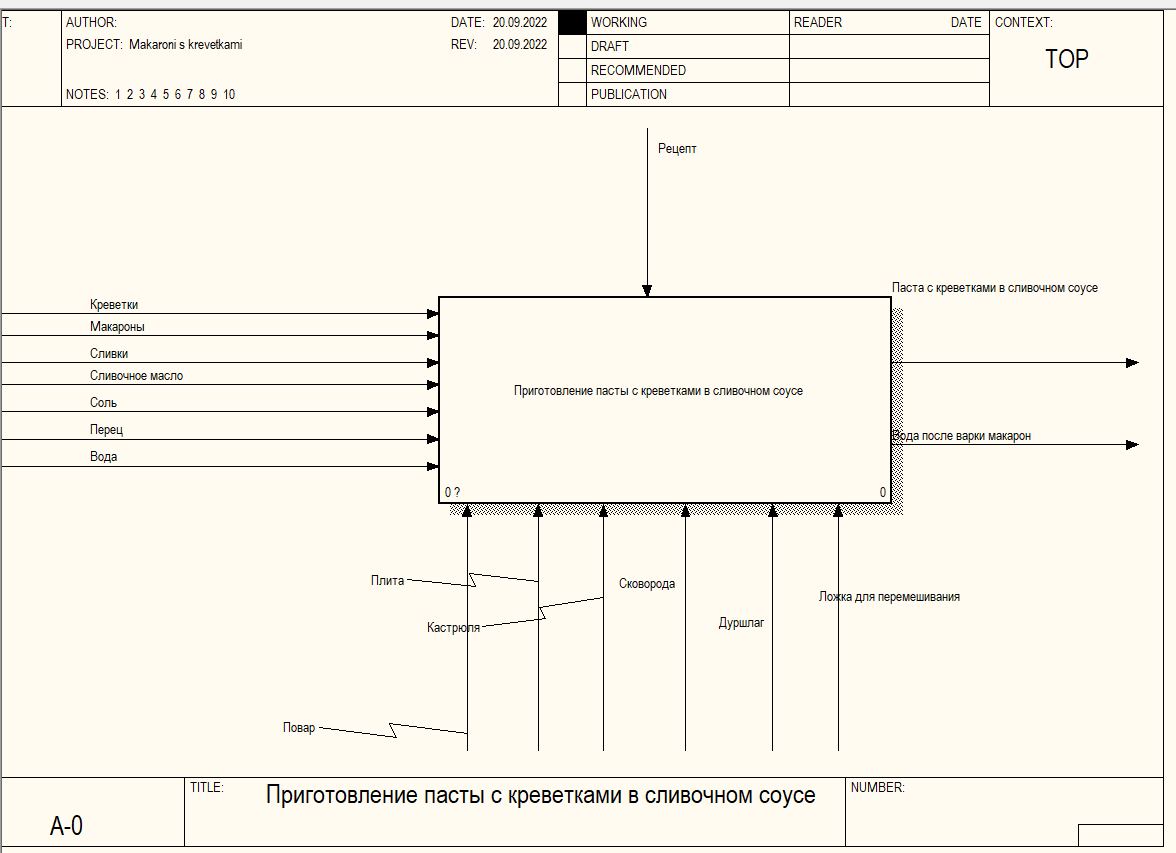 T:
AUTHOR:
DATE: 20.09.2022
WORKING
READER
DATE
CONTEXT:
PROJECT: Makaroni s krevetkami
REV: 20.09.2022
DRAFT
TOP
RECOMMENDED
NOTES: 1 2 3 4 5 6 7 8 9 10
PUBLICATION
Рецепт
Паста с креветками в сливочном соусе
Креветки
Макароны
Сливки
Сливочное масло
Приготовление пасты с креветками в сливочном соусе
Соль
Перец
Вода после варки макарон
Вода
0 ?
0
Плита
Сковорода
Ложка для перемешивания
Дуршлаг
Кастрюля
Повар
TITLE:
Приготовление пасты с креветками в сливочном соусе
NUMBER:
A-0